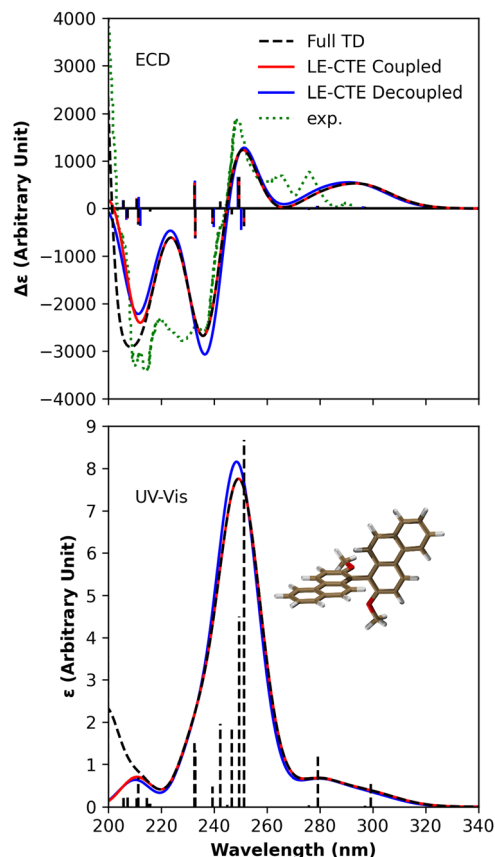 4000
3000
2000
1000
0
−1000
−2000
−3000
−4000
Δε (Arbitrary Unit)
ECD
Full TD
LE-CTE Coupled
LE-CTE Decoupled
exp.
9
8
7
6
5
4
3
2
1
0
ε (Arbitrary Unit)
UV-Vis
200 220 240 260 280 300 320 340
Wavelength (nm)